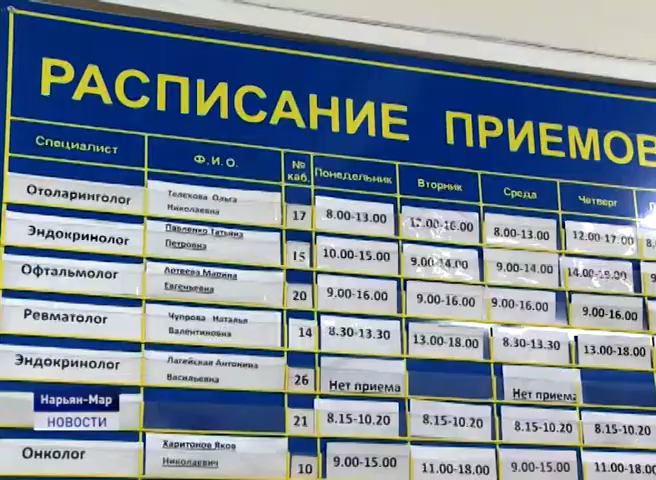 РАСПИСАНИЕ ПРИЕМОВ
Специалист Ф.И.О. № каб. Понедельник Вторник Среда Четверг
Отоларинголог Телекова Ольга Николаевна 17 8.00-13.00 12.00-16.00 8.00-13.00 12.00-17.00
Эндокринолог Павленко Татьяна Петровна 15 10.00-15.00 9.00-14.00 9.00-14.00
Офтальмолог Артеева Марина Евгеньевна 20 9.00-16.00 9.00-16.00 9.00-16.00 9.00-16.00
Ревматолог Чупрова Наталья Валентиновна 14 8.30-13.30 13.00-18.00 8.30-13.30 13.00-18.00
Эндокринолог Лагейская Антонина Васильевна 26 Нет приема Нет приема
21 8.15-10.20 8.15-10.20 8.15-10.20 8.15-10.20
Онколог Харитонов Яков Николаевич 10 9.00-15.00 11.00-18.00 9.00-15.00 11.00-18.00
Нарьян-Мар
НОВОСТИ